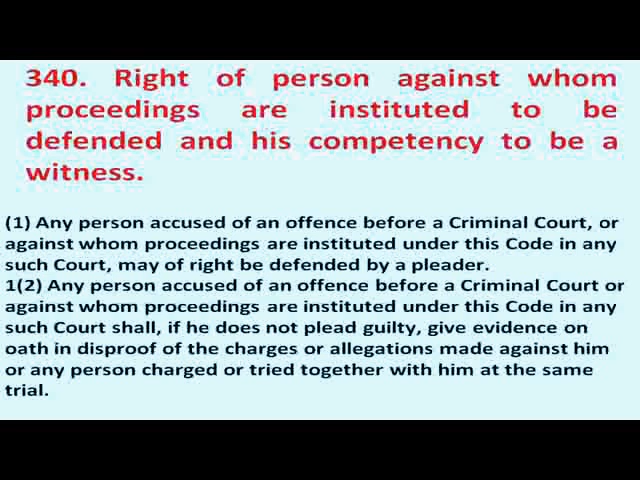 340. Right of person against whom
proceedings are instituted to be
defended and his competency to be a
witness.
(1) Any person accused of an offence before a Criminal Court, or
against whom proceedings are instituted under this Code in any
such Court, may of right be defended by a pleader.
1(2) Any person accused of an offence before a Criminal Court or
against whom proceedings are instituted under this Code in any
such Court shall, if he does not plead guilty, give evidence on
oath in disproof of the charges or allegations made against him
or any person charged or tried together with him at the same
trial.